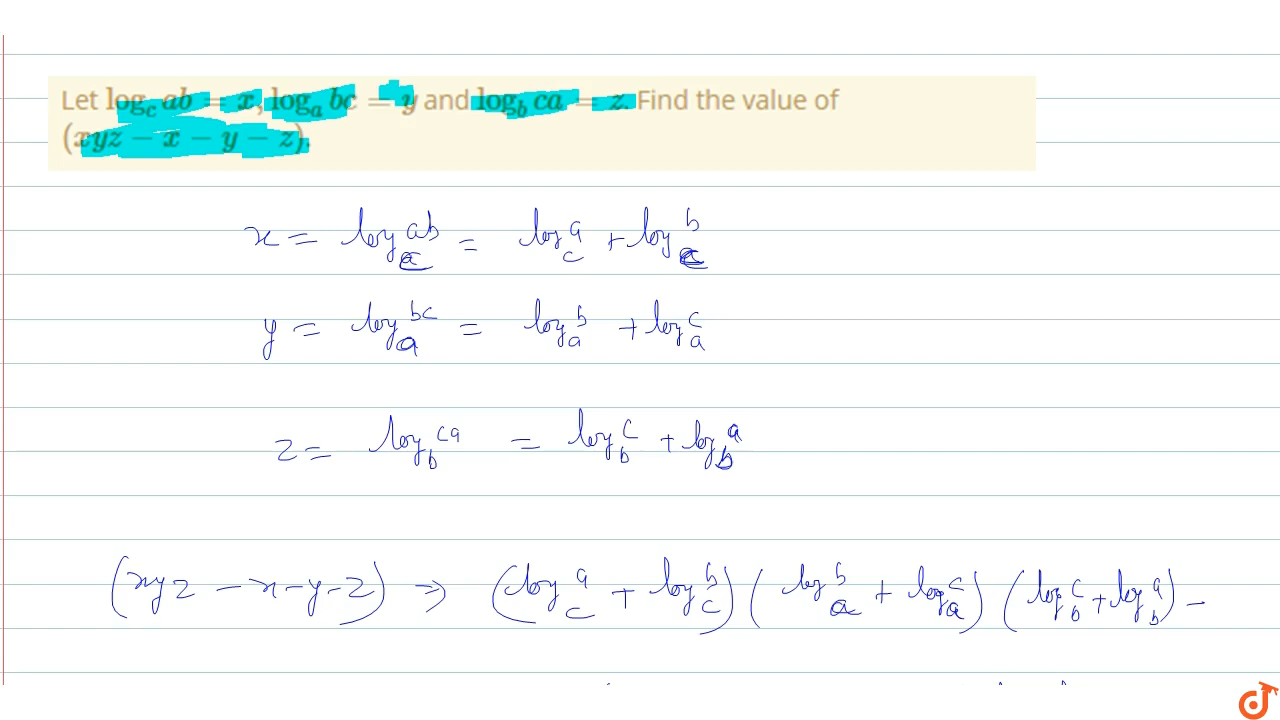 Let log_c ab = x, log_a bc = y and log_b ca = z. Find the value of
(xyz − x − y − z).
x = log_c ab = log_c a + log_c b
y = log_a bc = log_a b + log_a c
z = log_b ca = log_b c + log_b a
(xyz − x − y − z) ⇒ (log_c a + log_c b) (log_a b + log_a c) (log_b c + log_b a) −